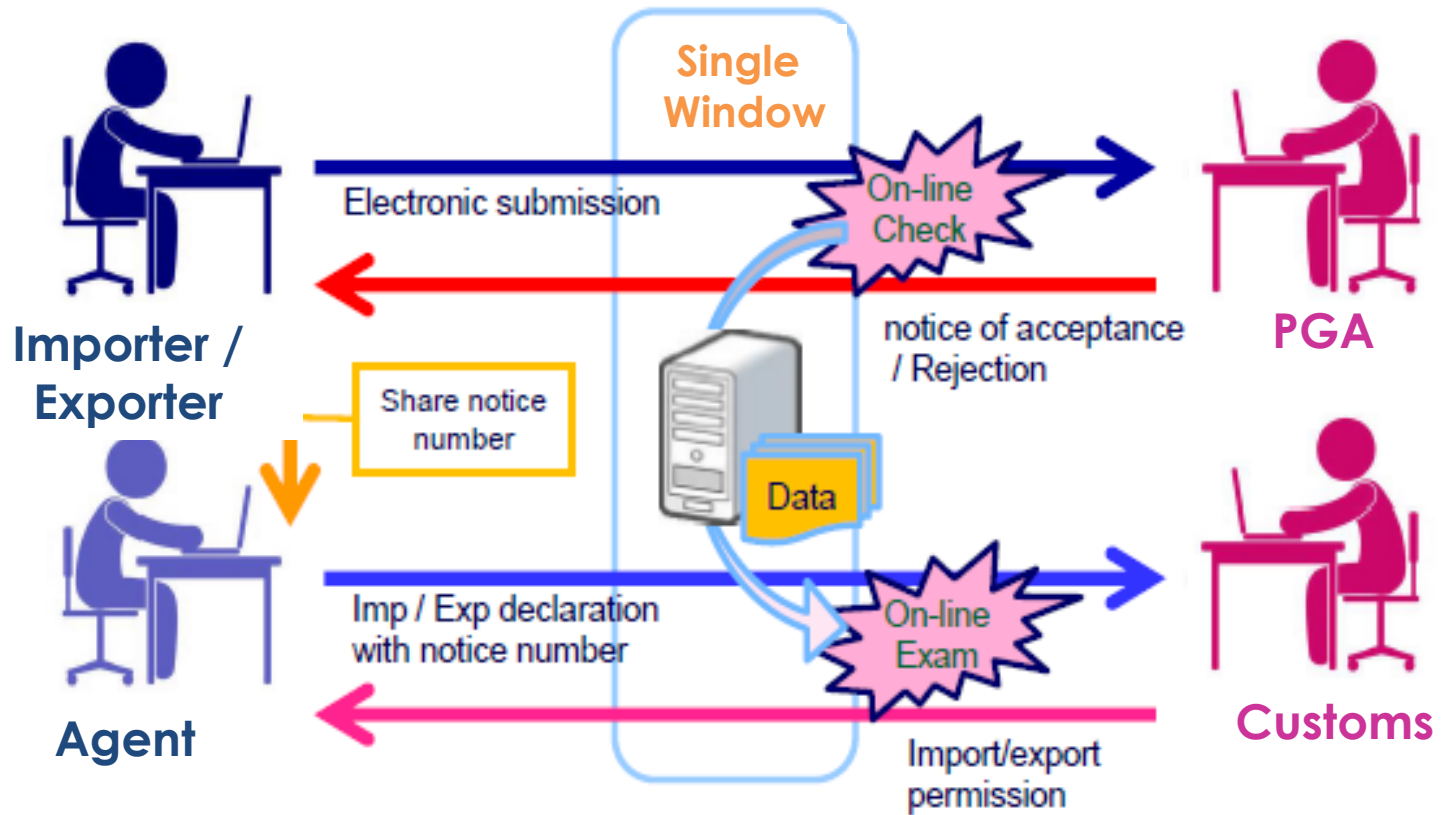 Single
Window
On-line
Check
Electronic submission
Importer /
Exporter
notice of acceptance
/ Rejection
PGA
Share notice
number
Data
Imp / Exp declaration
with notice number
On-line
Exam
Agent
Customs
Import/export
permission